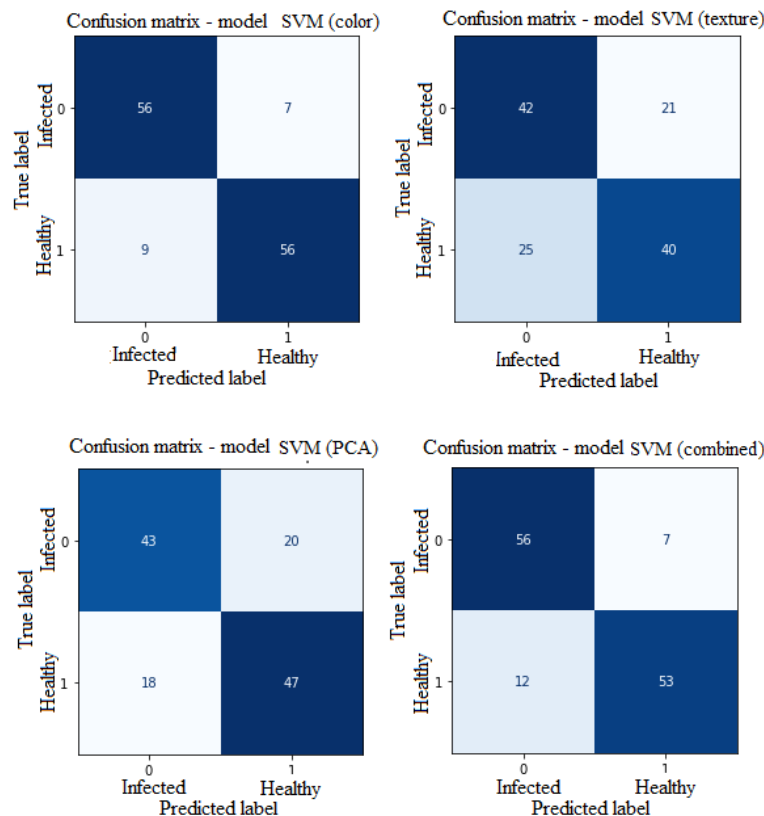 Confusion matrix - model SVM (color)
0
Infected
56
7
True label
Healthy
1
9
56
0
1
Infected
Healthy
Predicted label
Confusion matrix - model SVM (texture)
0
Infected
42
21
True label
Healthy
1
25
40
0
1
Infected
Healthy
Predicted label
Confusion matrix - model SVM (PCA)
0
Infected
43
20
True label
Healthy
1
18
47
0
1
Infected
Healthy
Predicted label
Confusion matrix - model SVM (combined)
0
Infected
56
7
True label
Healthy
1
12
53
0
1
Infected
Healthy
Predicted label